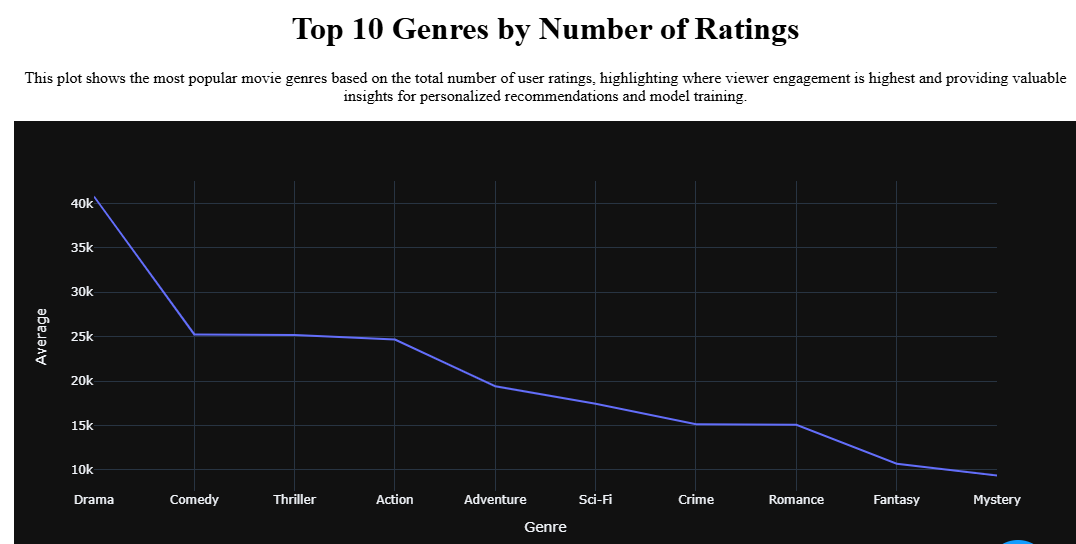 Top 10 Genres by Number of Ratings
This plot shows the most popular movie genres based on the total number of user ratings, highlighting where viewer engagement is highest and providing valuable
insights for personalized recommendations and model training.
40k
35k
30k
25k
20k
15k
10k
Average
Drama Comedy Thriller Action Adventure Sci-Fi Crime Romance Fantasy Mystery
Genre